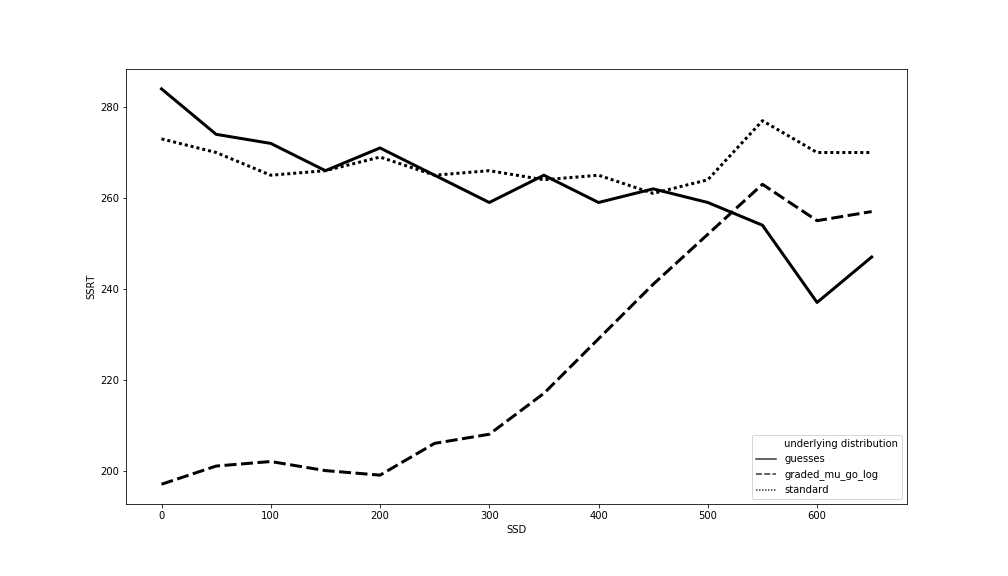 280
260
240
220
200
SSRT
0 100 200 300 400 500 600
SSD
underlying distribution
guesses
graded_mu_go_log
standard